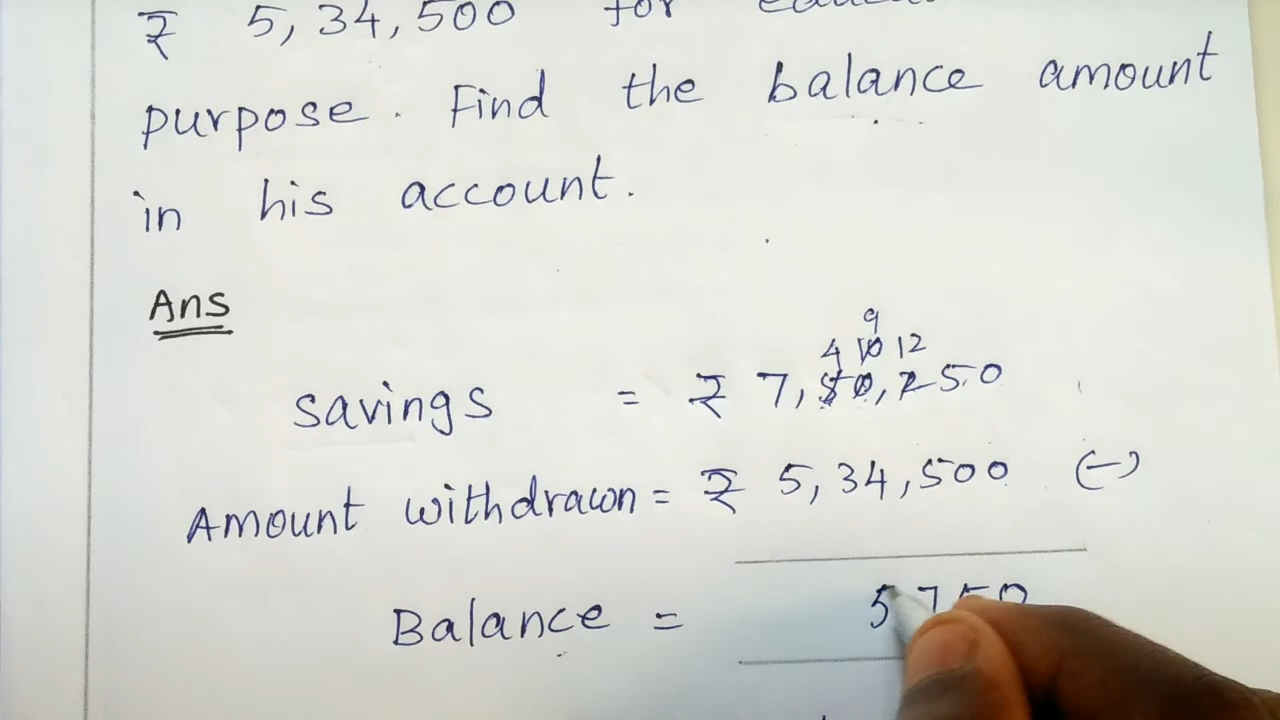 ₹ 5,34,500 for
purpose. Find the balance amount
in his account.
Ans
9
4 10 12
Savings = ₹ 7,50,250
Amount withdrawn = ₹ 5,34,500 (-)
Balance = 5750